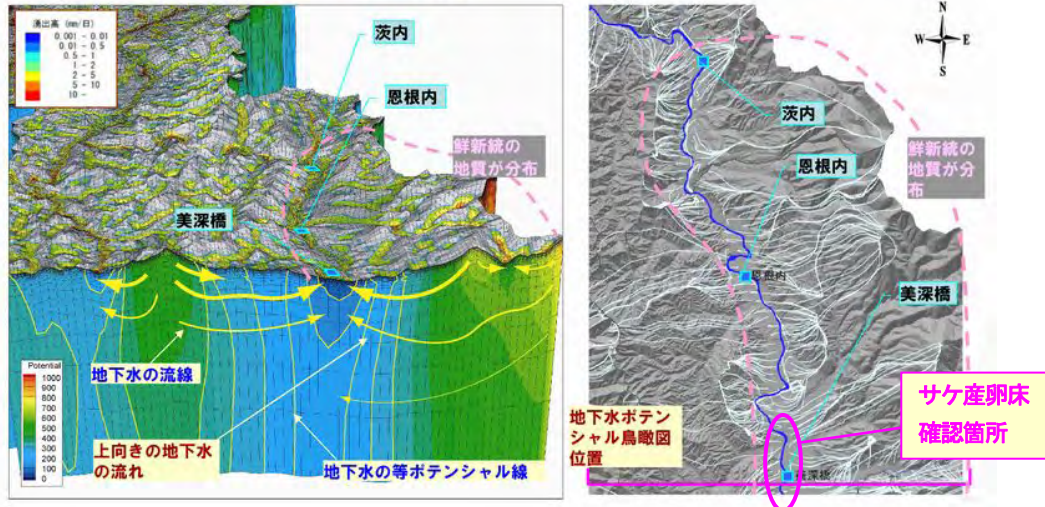 湧出高 (mm/日)
0.001 - 0.01
0.01 - 0.5
0.5 - 1
1 - 2
2 - 5
5 - 10
10 -
茨内
恩根内
鮮新統の
地質が分布
美深橋
地下水の流線
上向きの地下水
の流れ
地下水の等ポテンシャル線
Potential
1000
900
800
700
600
500
400
300
200
100
0
N
W
E
S
茨内
恩根内
鮮新統の
地質が分
布
恩根内
美深橋
地下水ポテン
シャル鳥瞰図
位置
サケ産卵床
確認箇所
美深橋